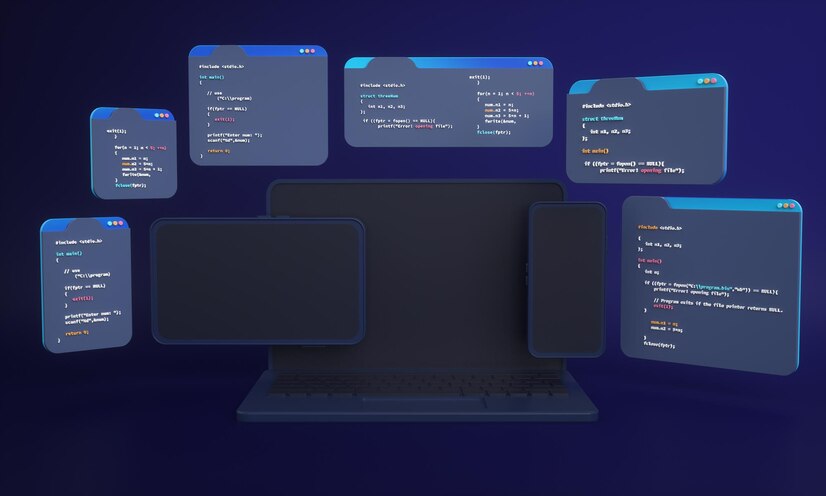 #include <stdio.h>
int main()
{
// use
("C:\\program)
if(fptr == NULL)
{
exit(1);
}
printf("Enter num: ");
scanf("%d",&num);
return 0;
}
#include <stdio.h>
struct threeNum
{
int n1, n2, n3;
};
if ((fptr = fopen() == NULL){
printf("Error! opening file");
exit(1);
}
for(n = 1; n < 5; ++n)
{
num.n1 = n;
num.n2 = 5*n;
num.n3 = 5*n + 1;
fwrite(&num,
}
fclose(fptr);
#include <stdio.h>
struct threeNum
{
int n1, n2, n3;
};
int main()
if ((fptr = fopen() == NULL){
printf("Error! opening file");
exit(1);
}
for(n = 1; n < 5; ++n)
{
num.n1 = n;
num.n2 = 5*n;
num.n3 = 5*n + 1;
fwrite(&num,
}
fclose(fptr);
#include <stdio.h>
int main()
{
// use
("C:\\program)
if(fptr == NULL)
{
exit(1);
}
printf("Enter num: ");
scanf("%d",&num);
return 0;
}
#include <stdio.h>
{
int n1, n2, n3;
};
int main()
{
int n;
if ((fptr = fopen("C:\\program.bin","wb")) == NULL){
printf("Error! opening file");
// Program exits if the file pointer returns NULL.
exit(1);
}
num.n1 = n;
num.n2 = 5*n;
}
fclose(fptr);